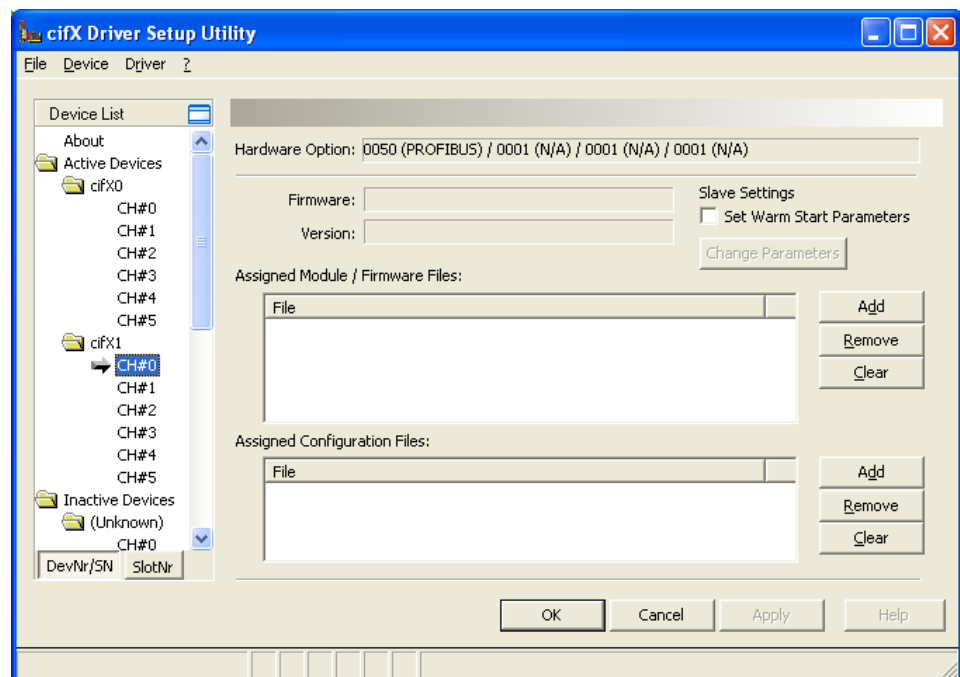 cifX Driver Setup Utility
File Device Driver ?
Device List
About
Active Devices
cifX0
CH#0
CH#1
CH#2
CH#3
CH#4
CH#5
cifX1
CH#0
CH#1
CH#2
CH#3
CH#4
CH#5
Inactive Devices
(Unknown)
CH#0
DevNr/SN SlotNr
Hardware Option: 0050 (PROFIBUS) / 0001 (N/A) / 0001 (N/A) / 0001 (N/A)
Firmware:
Version:
Slave Settings
Set Warm Start Parameters
Change Parameters
Assigned Module / Firmware Files:
File
Add
Remove
Clear
Assigned Configuration Files:
File
Add
Remove
Clear
OK Cancel Apply Help